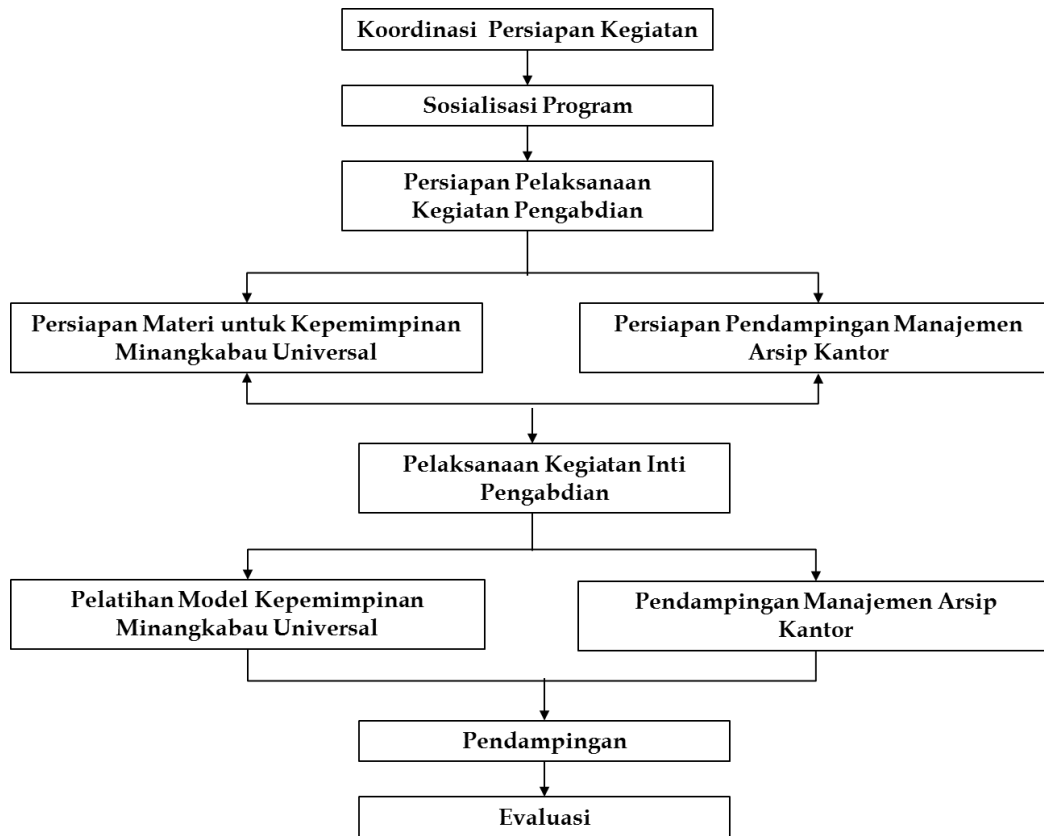 Koordinasi Persiapan Kegiatan
Sosialisasi Program
Persiapan Pelaksanaan
Kegiatan Pengabdian
Persiapan Materi untuk Kepemimpinan
Minangkabau Universal
Persiapan Pendampingan Manajemen
Arsip Kantor
Pelaksanaan Kegiatan Inti
Pengabdian
Pelatihan Model Kepemimpinan
Minangkabau Universal
Pendampingan Manajemen Arsip
Kantor
Pendampingan
Evaluasi